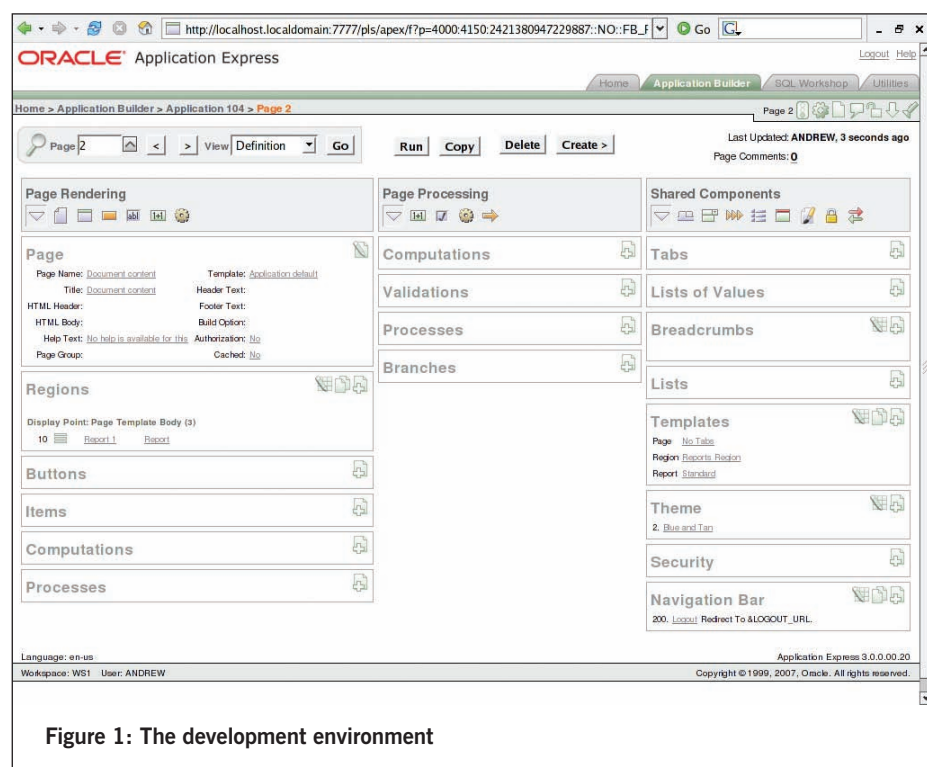 http://localhost.localdomain:7777/pls/apex/f?p=4000:4150:2421380947229887::NO::FB_F Go G
ORACLE Application Express
Logout Help
Home Application Builder SQL Workshop Utilities
Home > Application Builder > Application 104 > Page 2
Page 2
Page 2 < > View Definition Go Run Copy Delete Create >
Last Updated: ANDREW, 3 seconds ago
Page Comments: 0
Page Rendering
Page
Page Name: Document content Template: Application default
Title: Document content Header Text:
HTML Header: Footer Text:
HTML Body: Build Option:
Help Text: No help is available for this Authorization: No
Page Group: Cached: No
Regions
Display Point: Page Template Body (3)
10 Report 1 Report
Buttons
Items
Computations
Processes
Page Processing
Computations
Validations
Processes
Branches
Shared Components
Tabs
Lists of Values
Breadcrumbs
Lists
Templates
Page No Tabs
Region Reports Region
Report Standard
Theme
2. Blue and Tan
Security
Navigation Bar
200. Logout Redirect To &LOGOUT_URL.
Language: en-us
Application Express 3.0.0.00.20
Workspace: WS1 User: ANDREW
Copyright © 1999, 2007, Oracle. All rights reserved.
Figure 1: The development environment